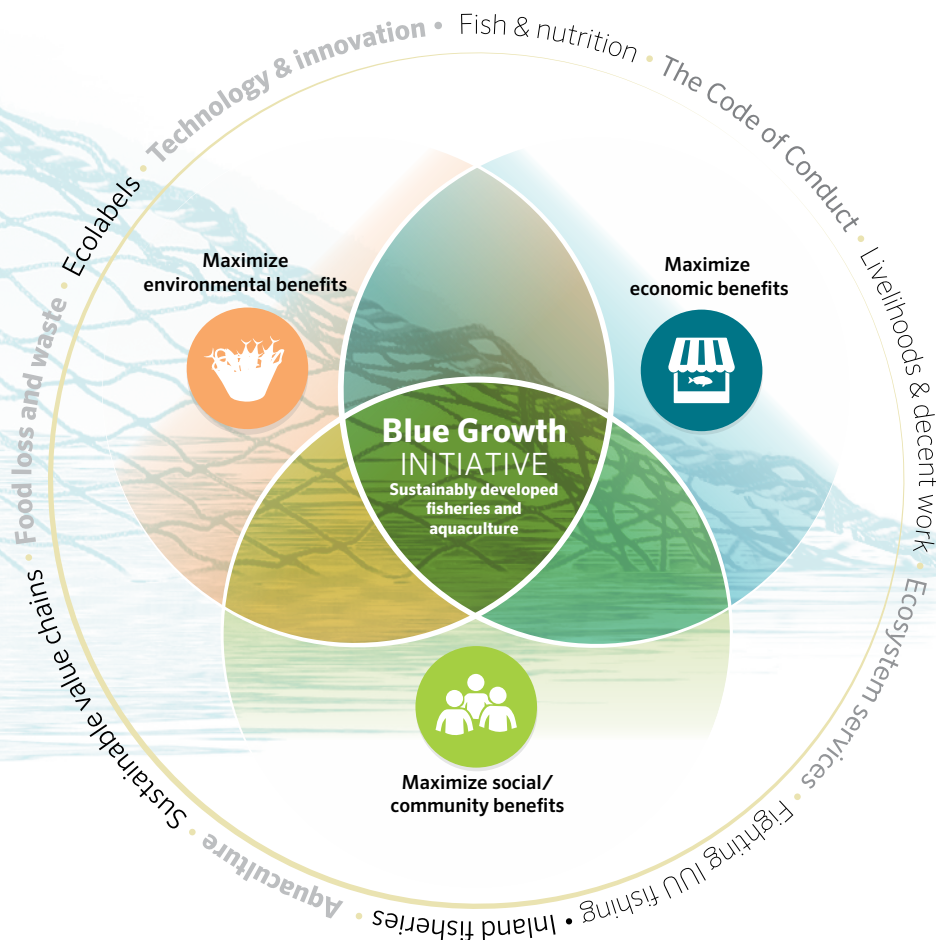 Fish & nutrition • The Code of Conduct • Livelihoods & decent work • Ecosystem services • Fighting IUU fishing • Inland fisheries • Aquaculture • Sustainable value chains • Food loss and waste • Ecolabels • Technology & innovation •
Maximize
environmental benefits
Maximize
economic benefits
Blue Growth
INITIATIVE
Sustainably developed
fisheries and
aquaculture
Maximize social/
community benefits